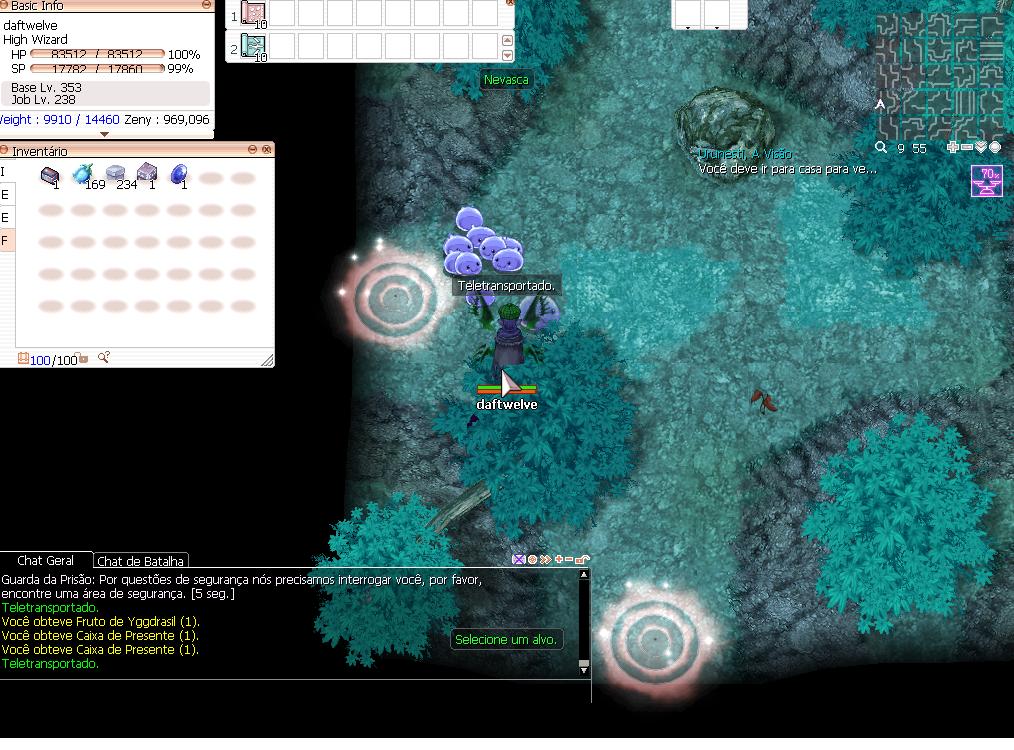 Basic Info
daftwelve
High Wizard
HP 83512 / 83512 100%
SP 17782 / 17860 99%
Base Lv. 353
Job Lv. 238
Weight : 9910 / 14460 Zeny : 969,096
1 10
2 10
Nevasca
9 55
70%
Urunesti, A Visão
Você deve ir para casa para ve...
Inventário
I
E
E
F
1 169 234 1 1
100/100
Teletransportado.
daftwelve
Chat Geral
Chat de Batalha
Guarda da Prisão: Por questões de segurança nós precisamos interrogar você, por favor,
encontre uma área de segurança. [5 seg.]
Teletransportado.
Você obteve Fruto de Yggdrasil (1).
Você obteve Caixa de Presente (1).
Você obteve Caixa de Presente (1).
Teletransportado.
Selecione um alvo.